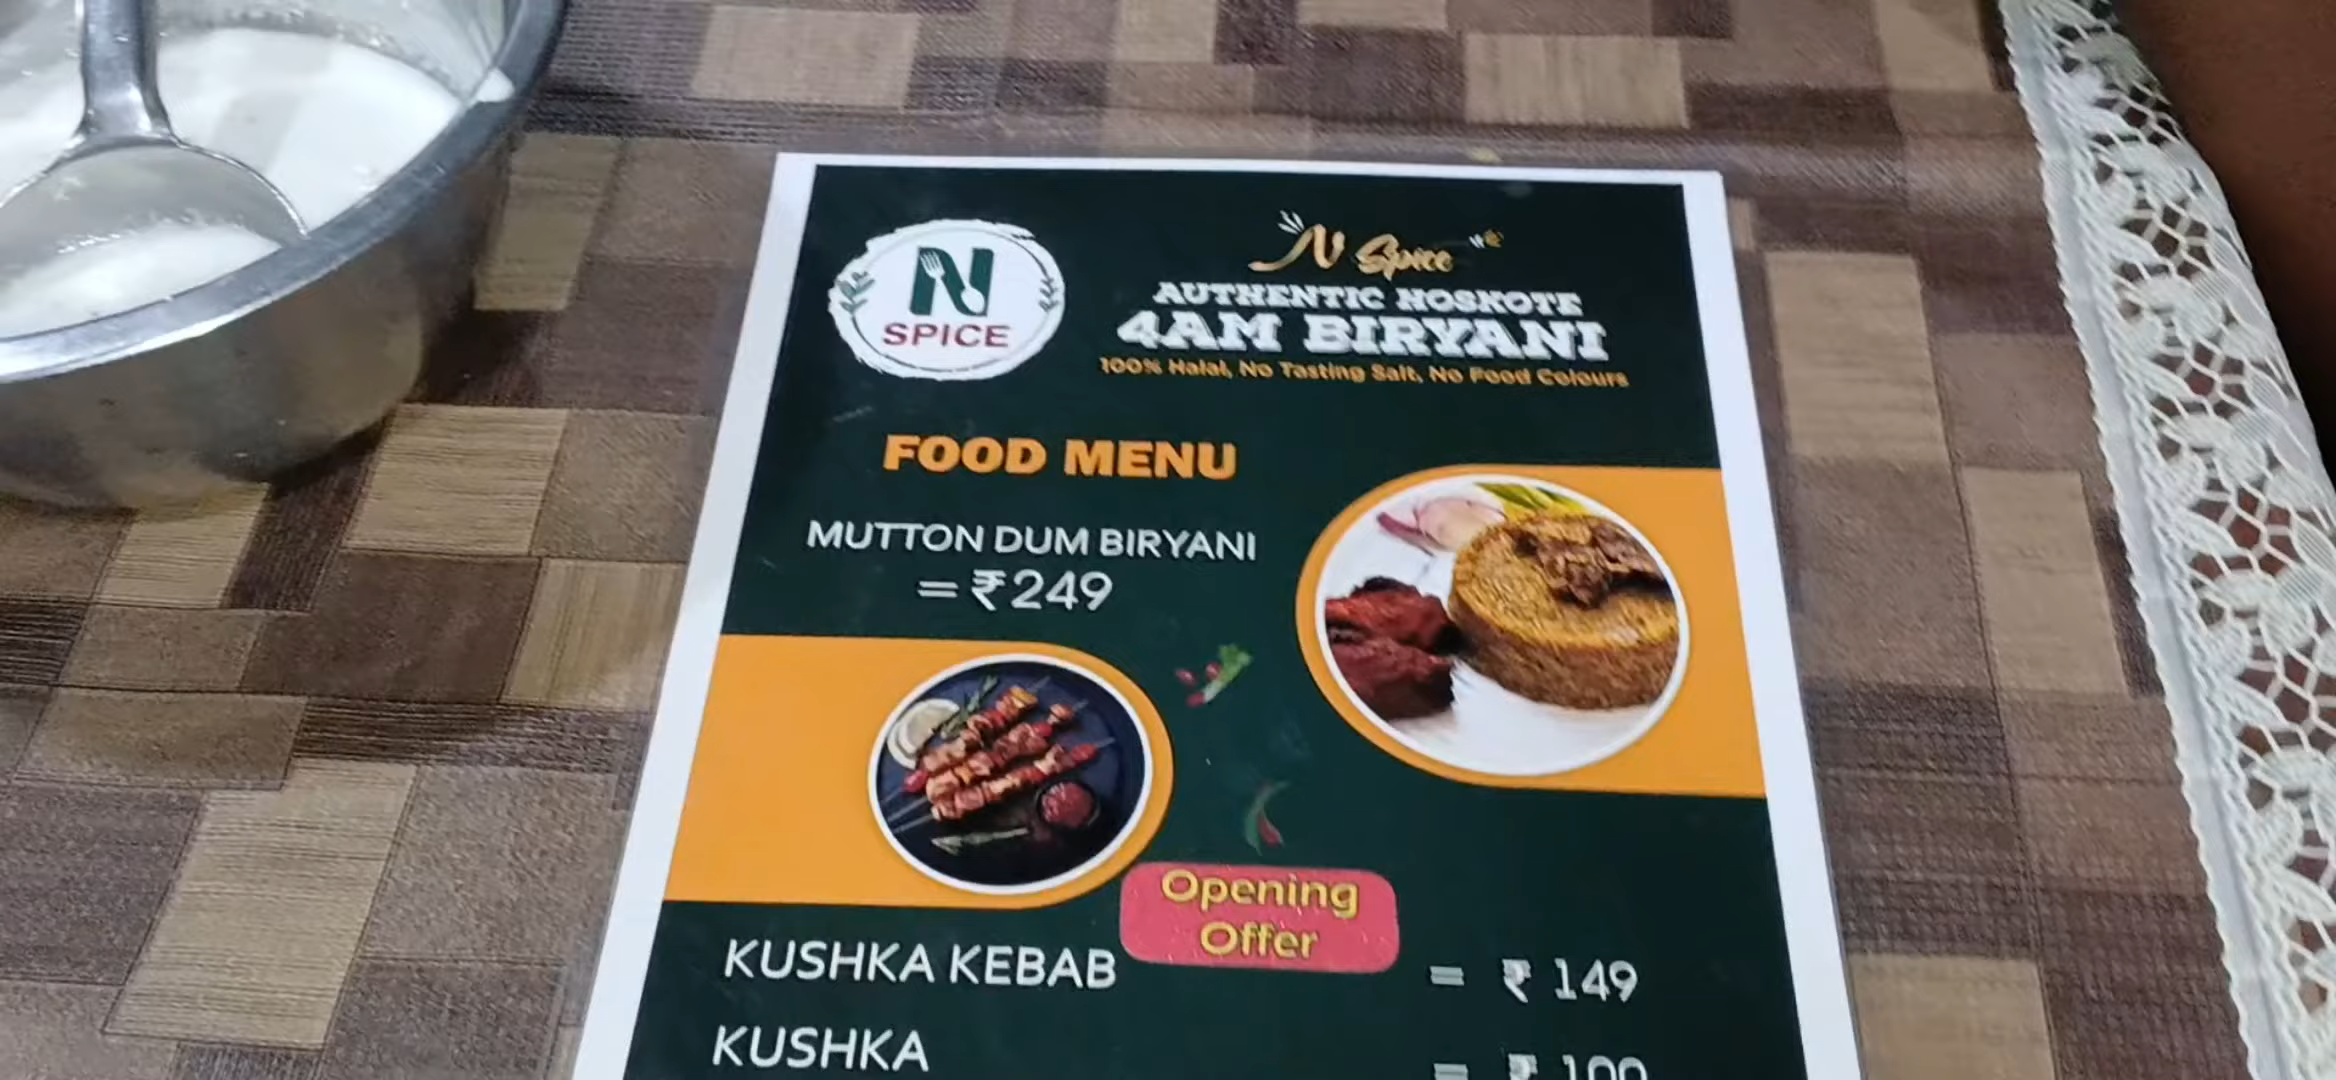 N
SPICE
N Spice
AUTHENTIC HOSKOTE
4AM BIRYANI
100% Halal, No Tasting Salt, No Food Colours
FOOD MENU
MUTTON DUM BIRYANI
= ₹249
Opening
Offer
KUSHKA KEBAB = ₹ 149
KUSHKA = ₹ 100